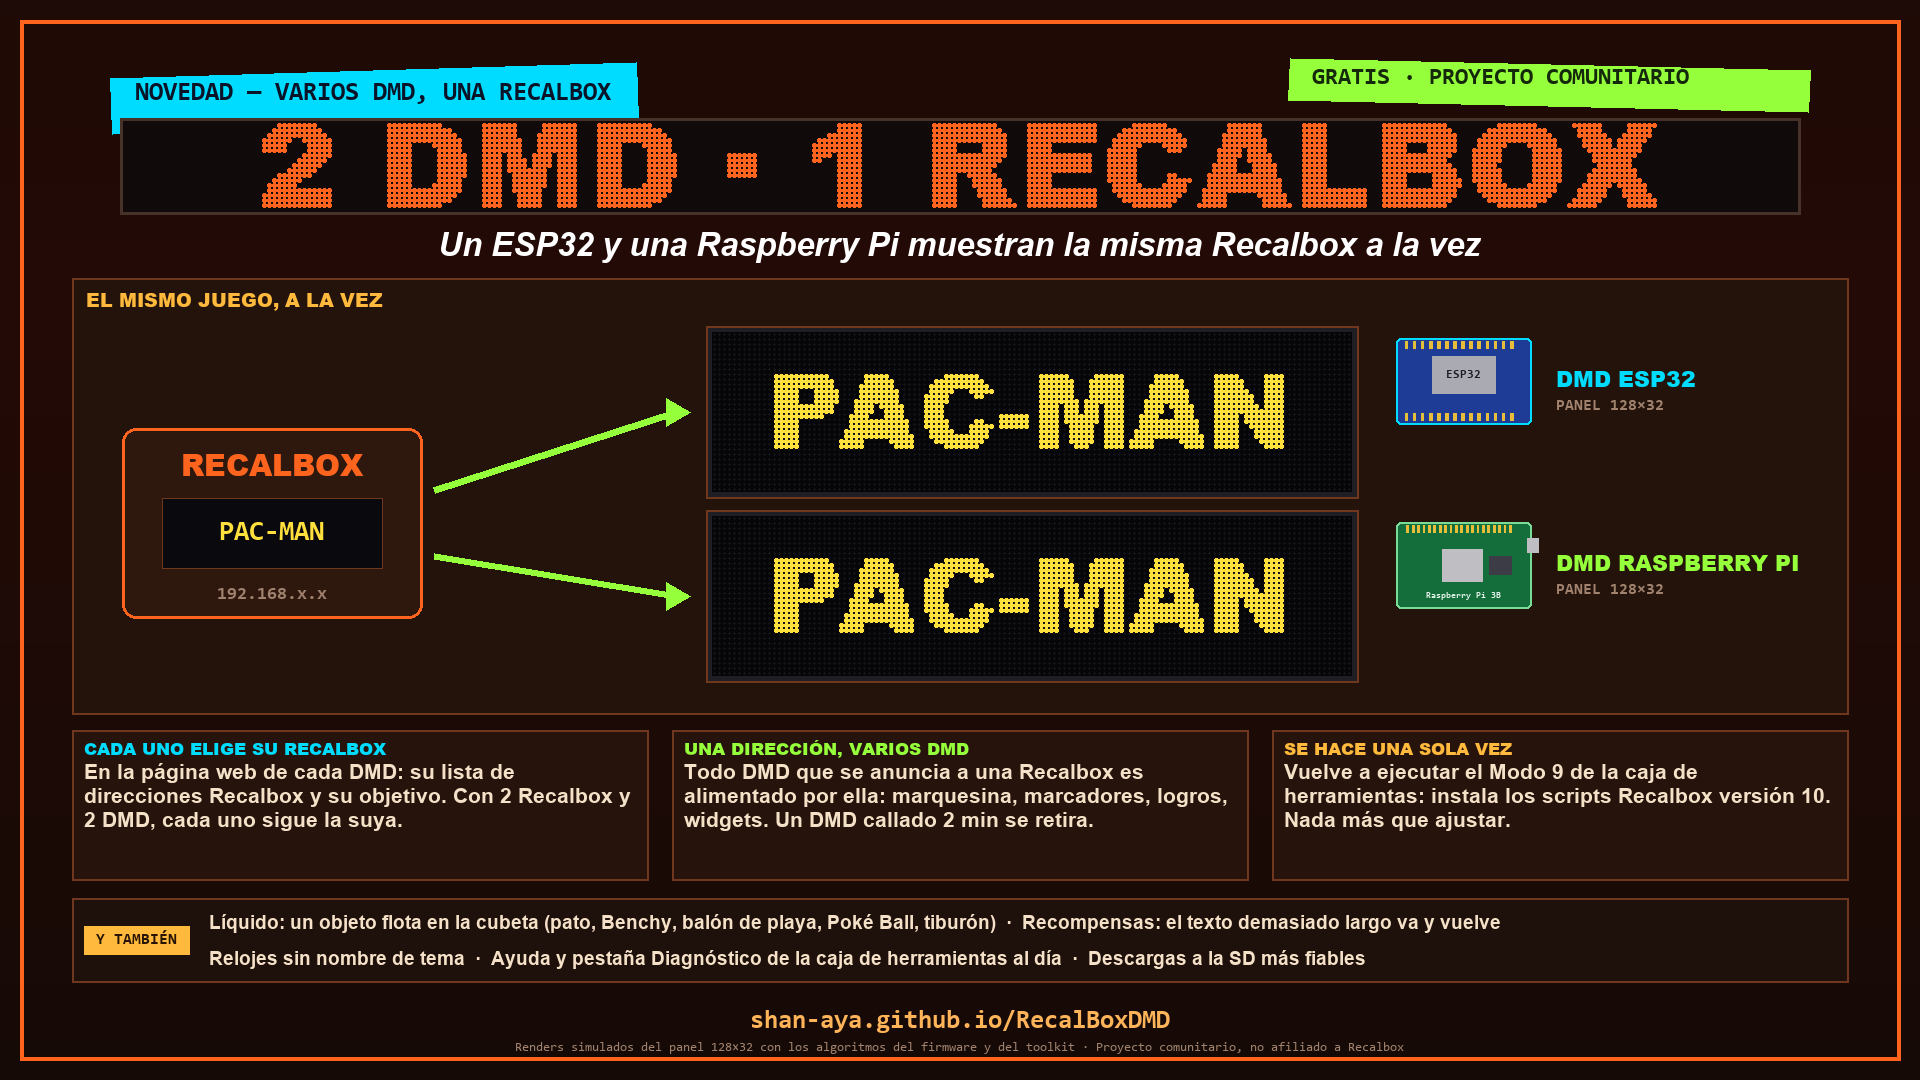 NOVEDAD — VARIOS DMD, UNA RECALBOX
GRATIS · PROYECTO COMUNITARIO
2 DMD · 1 RECALBOX
Un ESP32 y una Raspberry Pi muestran la misma Recalbox a la vez
EL MISMO JUEGO, A LA VEZ
RECALBOX
PAC-MAN
192.168.x.x
PAC-MAN
ESP32
DMD ESP32
PANEL 128×32
PAC-MAN
Raspberry Pi 3B
DMD RASPBERRY PI
PANEL 128×32
CADA UNO ELIGE SU RECALBOX
En la página web de cada DMD: su lista de
direcciones Recalbox y su objetivo. Con 2 Recalbox y
2 DMD, cada uno sigue la suya.
UNA DIRECCIÓN, VARIOS DMD
Todo DMD que se anuncia a una Recalbox es
alimentado por ella: marquesina, marcadores, logros,
widgets. Un DMD callado 2 min se retira.
SE HACE UNA SOLA VEZ
Vuelve a ejecutar el Modo 9 de la caja de
herramientas: instala los scripts Recalbox versión 10.
Nada más que ajustar.
Y TAMBIÉN
Líquido: un objeto flota en la cubeta (pato, Benchy, balón de playa, Poké Ball, tiburón) · Recompensas: el texto demasiado largo va y vuelve
Relojes sin nombre de tema · Ayuda y pestaña Diagnóstico de la caja de herramientas al día · Descargas a la SD más fiables
shan-aya.github.io/RecalBoxDMD
Renders simulados del panel 128×32 con los algoritmos del firmware y del toolkit · Proyecto comunitario, no afiliado a Recalbox